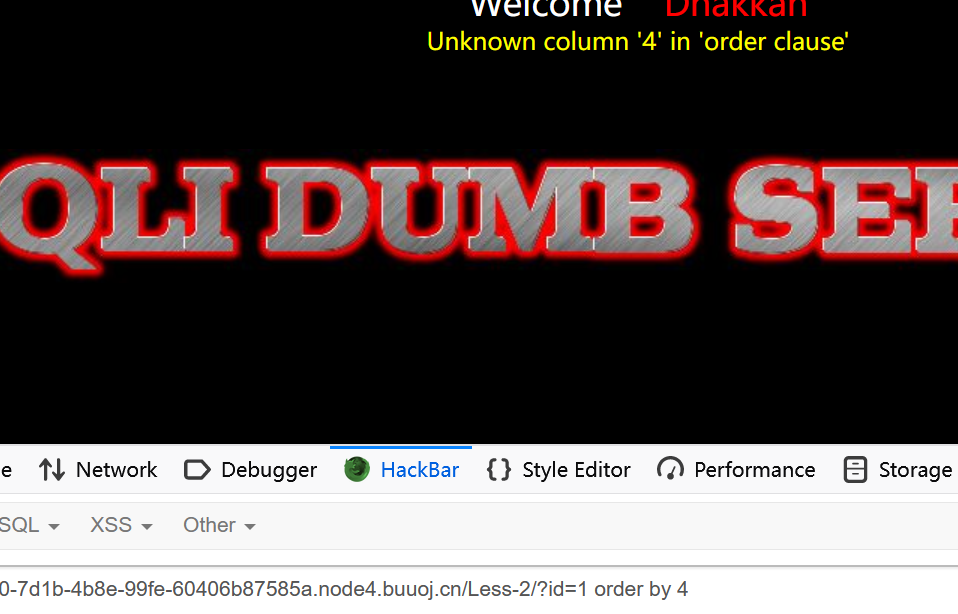 Welcome Dhakkan
Unknown column '4' in 'order clause'
QLI DUMB SE
e Network Debugger HackBar Style Editor Performance Storage
SQL XSS Other
0-7d1b-4b8e-99fe-60406b87585a.node4.buuoj.cn/Less-2/?id=1 order by 4